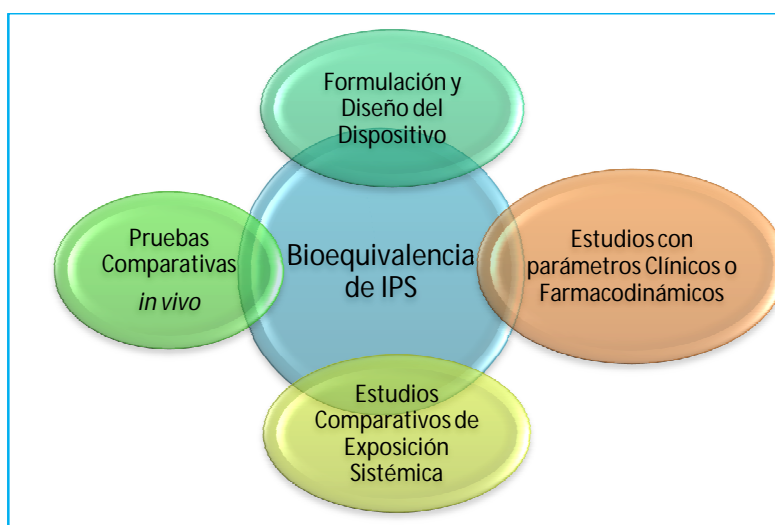 Formulación y
Diseño del
Dispositivo
Pruebas
Comparativas
in vivo
Bioequivalencia
de IPS
Estudios con
parámetros Clínicos o
Farmacodinámicos
Estudios
Comparativos de
Exposición
Sistémica